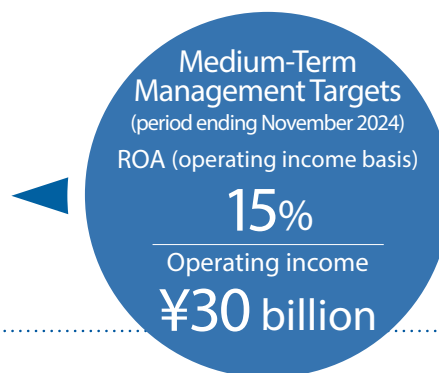 Medium-Term
Management Targets
(period ending November 2024)
ROA (operating income basis)
15%
Operating income
¥30 billion